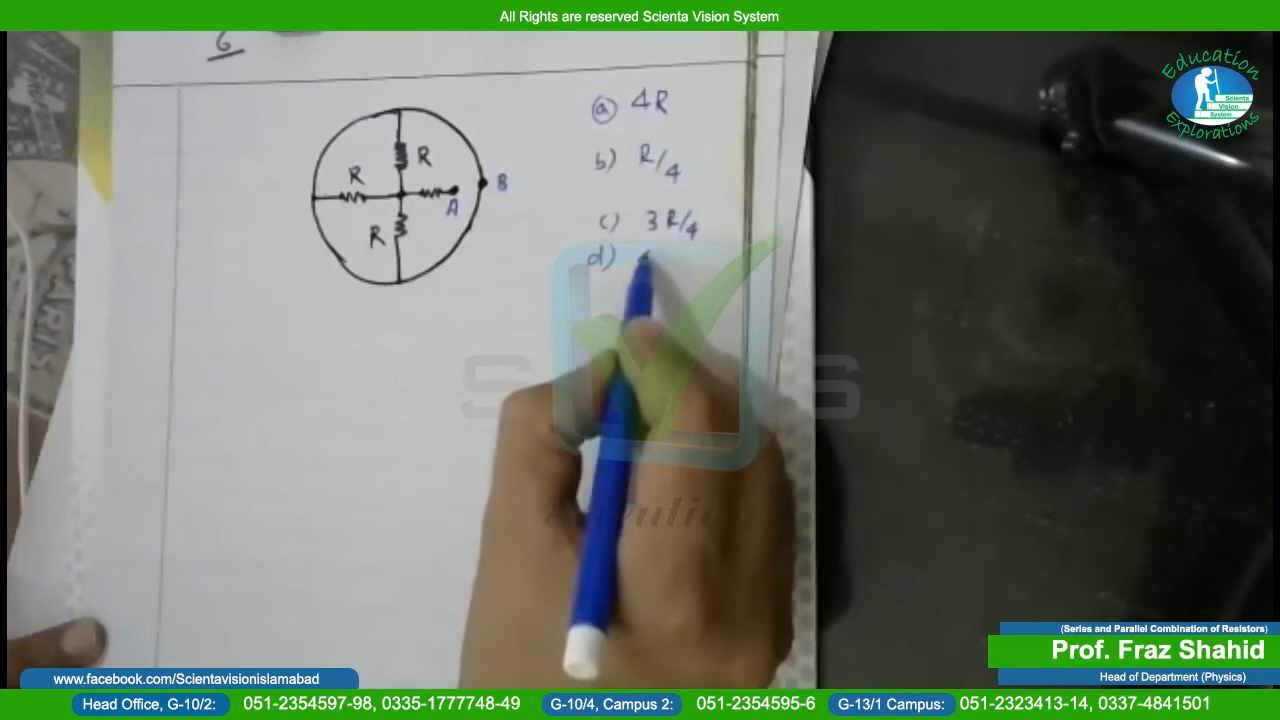 All Rights are reserved Scienta Vision System
6
Education
Scienta
Vision
System
Explorations
R
R
R
A
B
a) 4R
b) R/4
c) 3R/4
d)
S S
(Series and Parallel Combination of Resistors)
Prof. Fraz Shahid
Head of Department (Physics)
www.facebook.com/Scientavisionislamabad
Head Office, G-10/2: 051-2354597-98, 0335-1777748-49 G-10/4, Campus 2: 051-2354595-6 G-13/1 Campus: 051-2323413-14, 0337-4841501